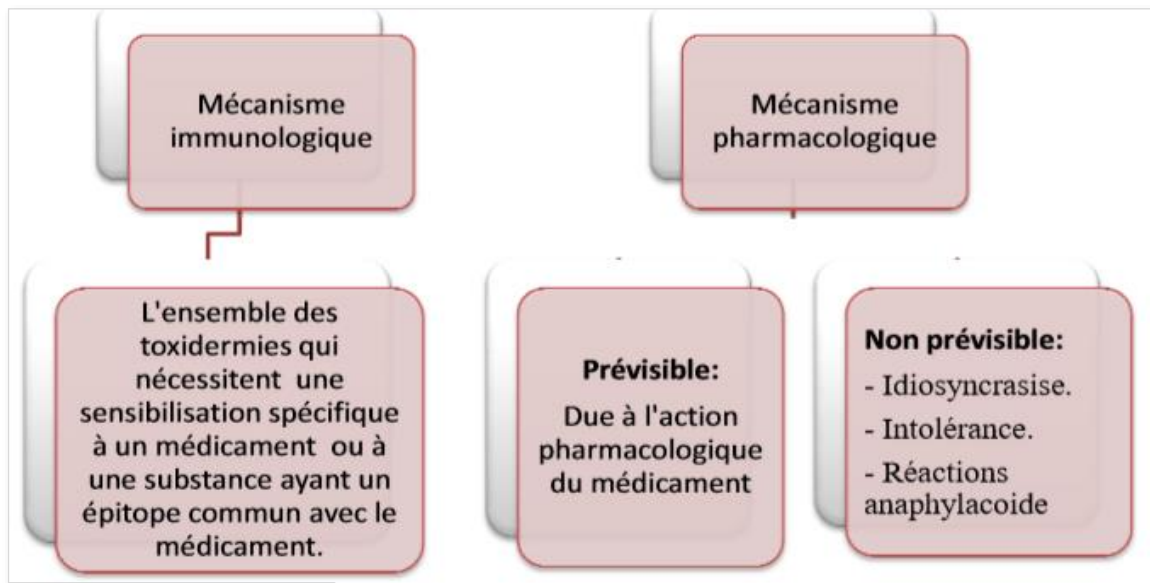 Mécanisme
immunologique
Mécanisme
pharmacologique
L'ensemble des
toxidermies qui
nécessitent une
sensibilisation spécifique
à un médicament ou à
une substance ayant un
épitope commun avec le
médicament.
Prévisible:
Due à l'action
pharmacologique
du médicament
Non prévisible:
- Idiosyncrasise.
- Intolérance.
- Réactions
anaphylacoide